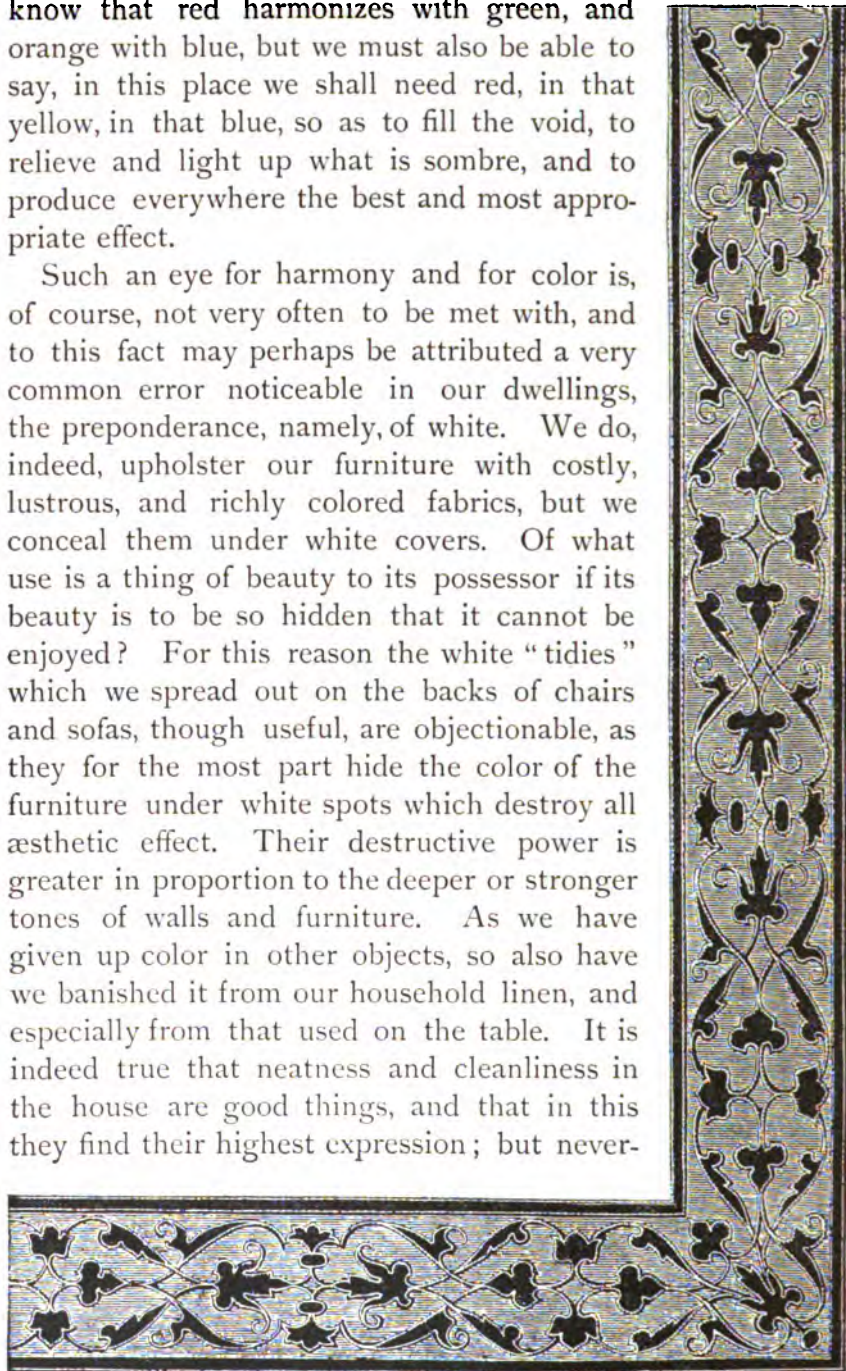 know that red harmonizes with green, and
orange with blue, but we must also be able to
say, in this place we shall need red, in that
yellow, in that blue, so as to fill the void, to
relieve and light up what is sombre, and to
produce everywhere the best and most appro-
priate effect.
Such an eye for harmony and for color is,
of course, not very often to be met with, and
to this fact may perhaps be attributed a very
common error noticeable in our dwellings,
the preponderance, namely, of white. We do,
indeed, upholster our furniture with costly,
lustrous, and richly colored fabrics, but we
conceal them under white covers. Of what
use is a thing of beauty to its possessor if its
beauty is to be so hidden that it cannot be
enjoyed? For this reason the white “tidies”
which we spread out on the backs of chairs
and sofas, though useful, are objectionable, as
they for the most part hide the color of the
furniture under white spots which destroy all
æsthetic effect. Their destructive power is
greater in proportion to the deeper or stronger
tones of walls and furniture. As we have
given up color in other objects, so also have
we banished it from our household linen, and
especially from that used on the table. It is
indeed true that neatness and cleanliness in
the house are good things, and that in this
they find their highest expression; but never-